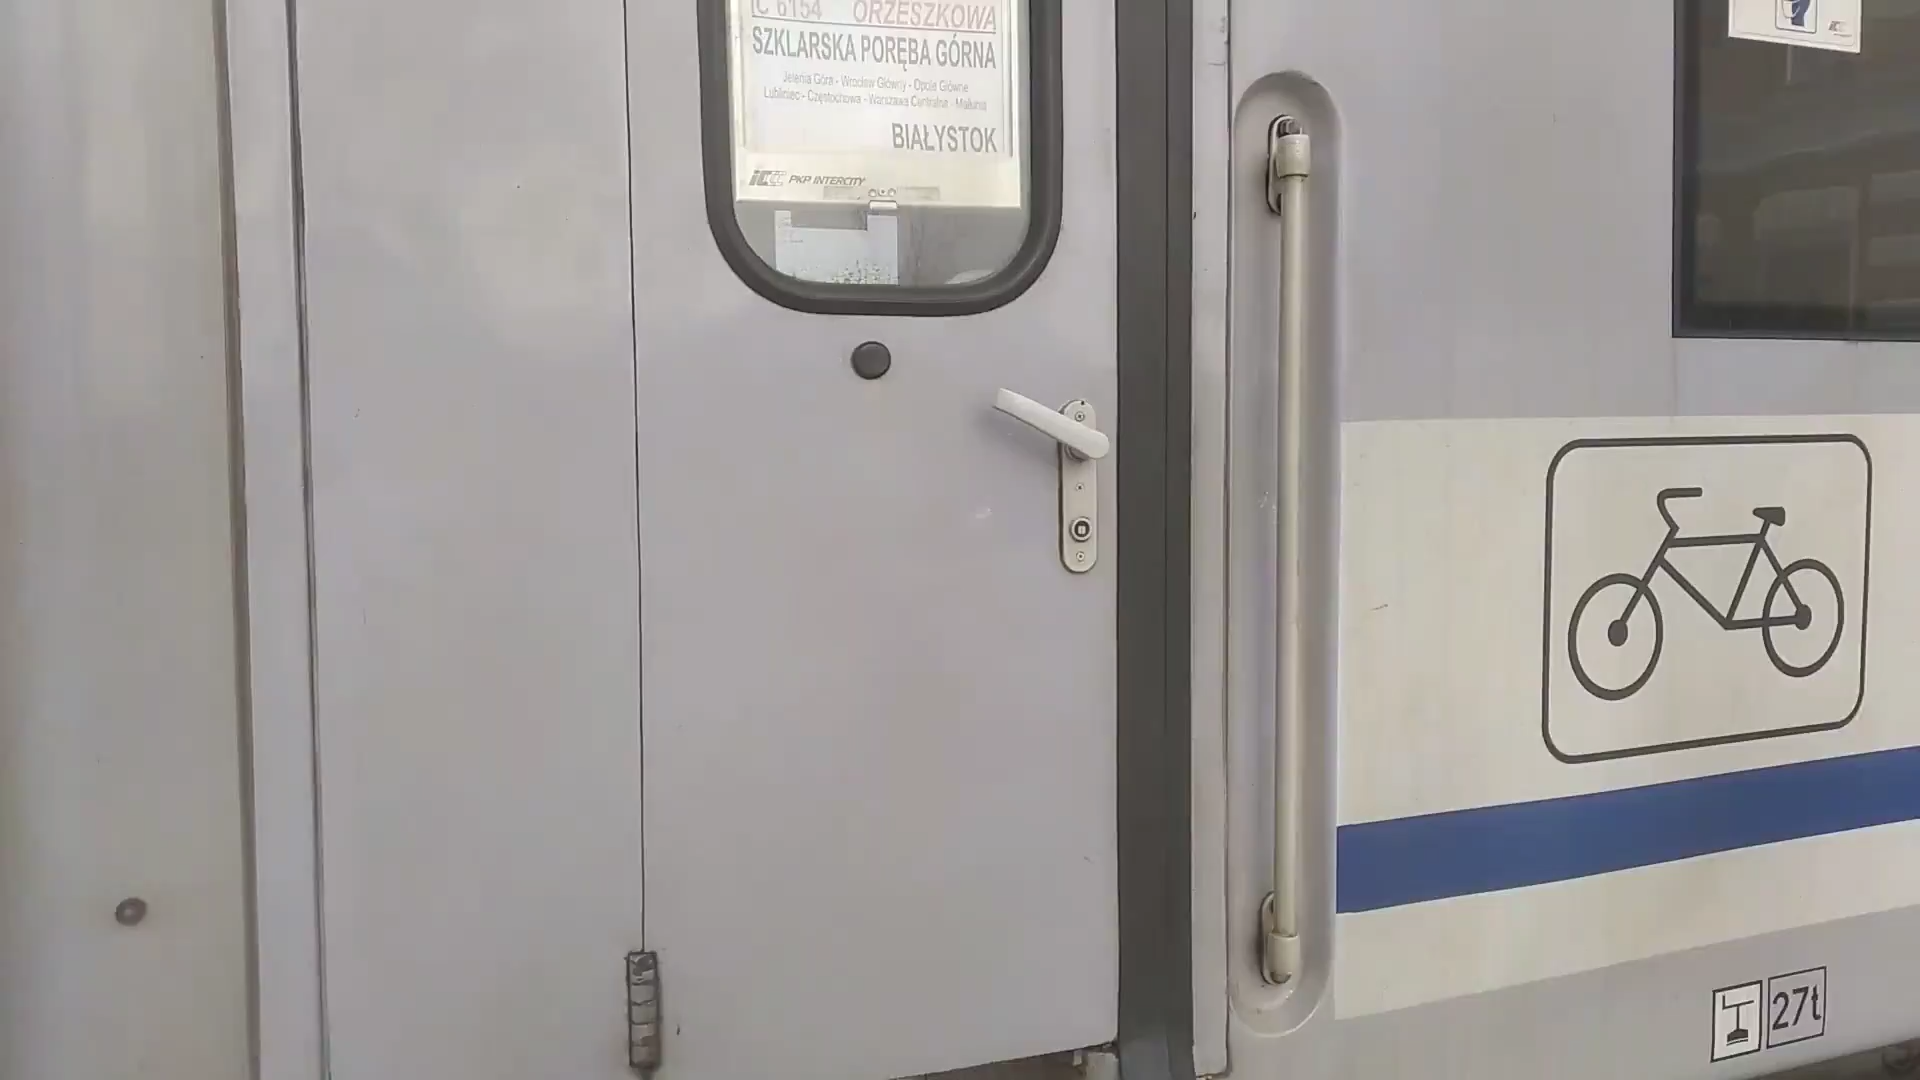 IC 6154 ORZESZKOWA
SZKLARSKA PORĘBA GÓRNA
Jelenia Góra - Wrocław Główny - Opole Główne
Lubliniec - Częstochowa - Warszawa Centralna - Małkinia
BIAŁYSTOK
IC PKP INTERCITY
27t